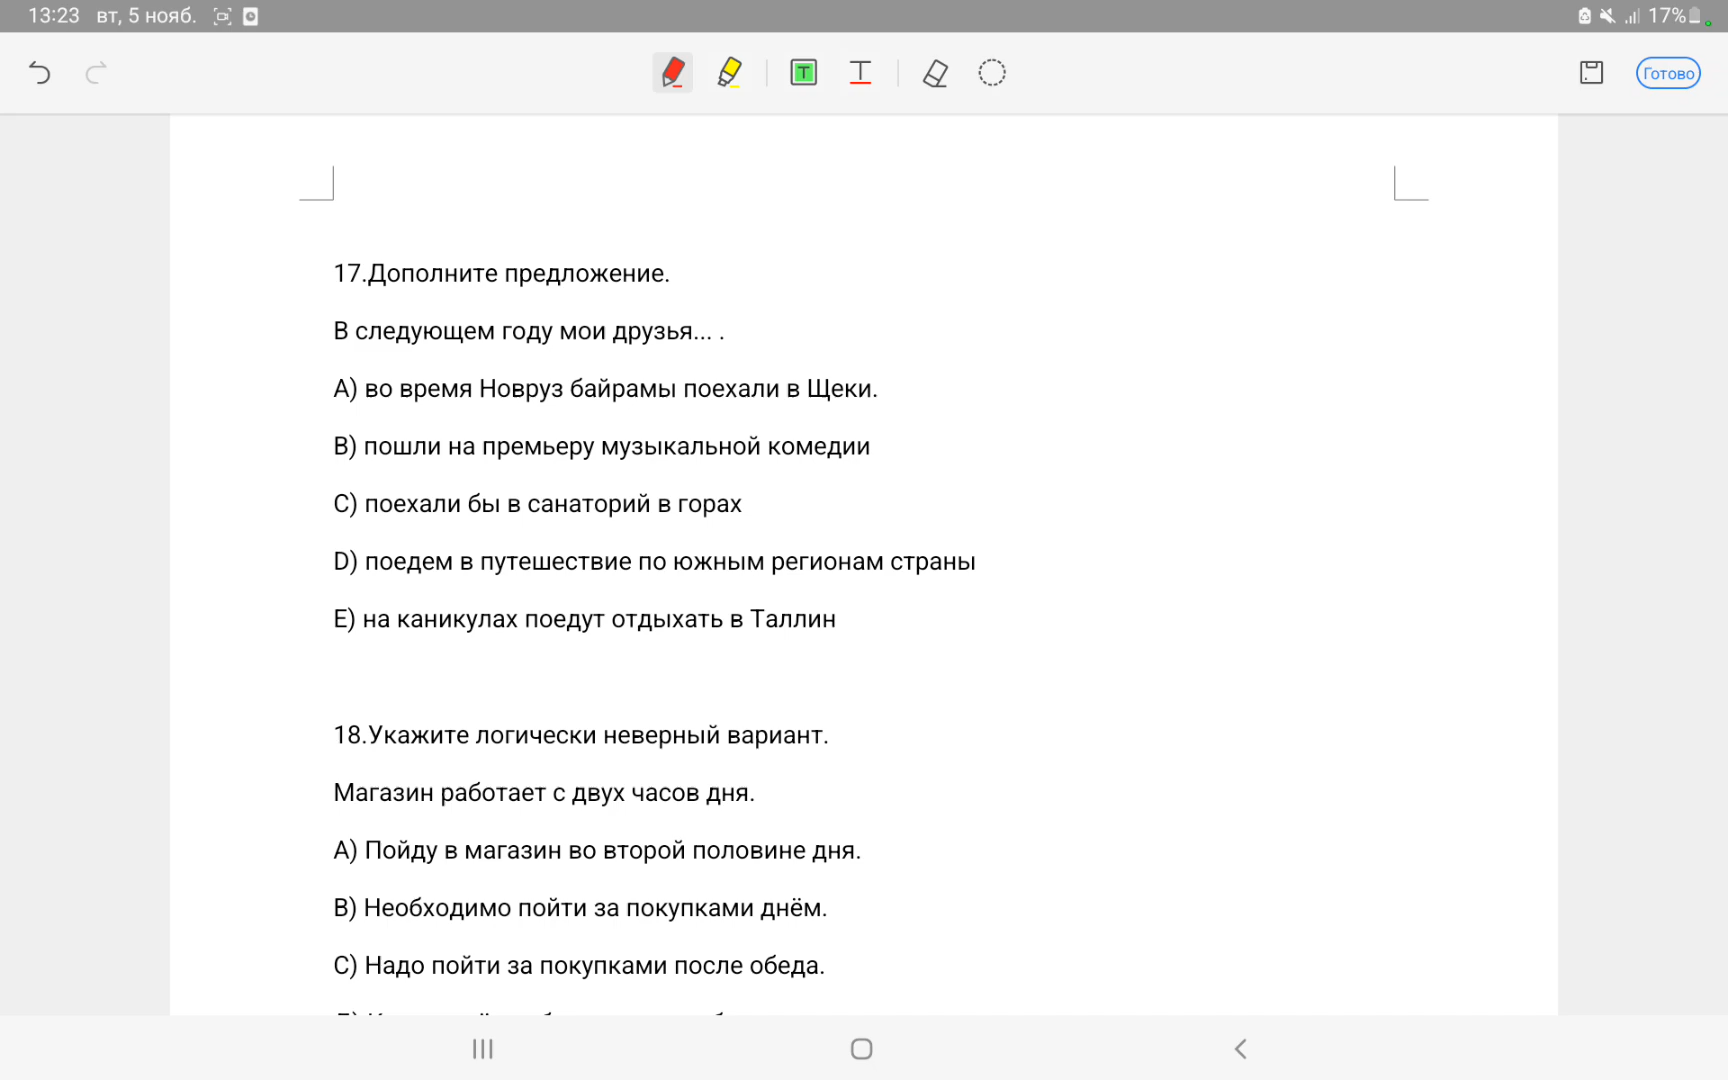 13:23 вт, 5 нояб. 17%
Готово
17.Дополните предложение.
В следующем году мои друзья... .
A) во время Новруз байрамы поехали в Щеки.
B) пошли на премьеру музыкальной комедии
C) поехали бы в санаторий в горах
D) поедем в путешествие по южным регионам страны
E) на каникулах поедут отдыхать в Таллин
18.Укажите логически неверный вариант.
Магазин работает с двух часов дня.
A) Пойду в магазин во второй половине дня.
B) Необходимо пойти за покупками днём.
C) Надо пойти за покупками после обеда.